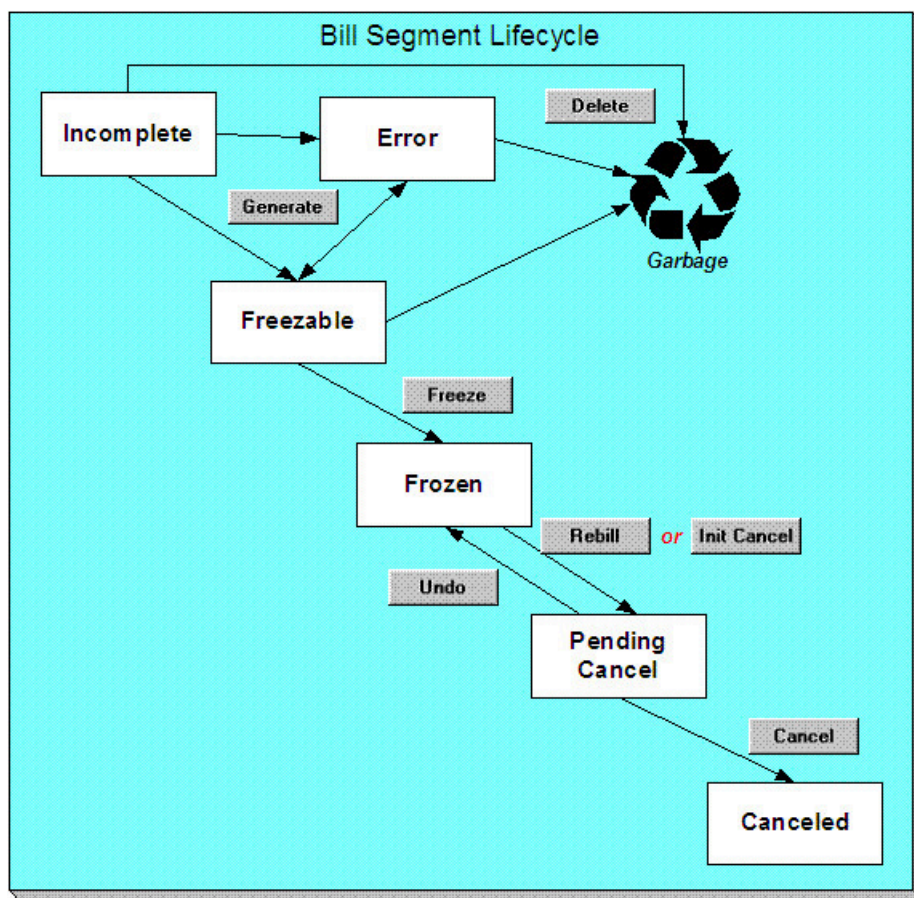 Bill Segment Lifecycle
Incomplete
Error
Delete
Generate
Garbage
Freezable
Freeze
Frozen
Rebill or Init Cancel
Undo
Pending
Cancel
Cancel
Canceled